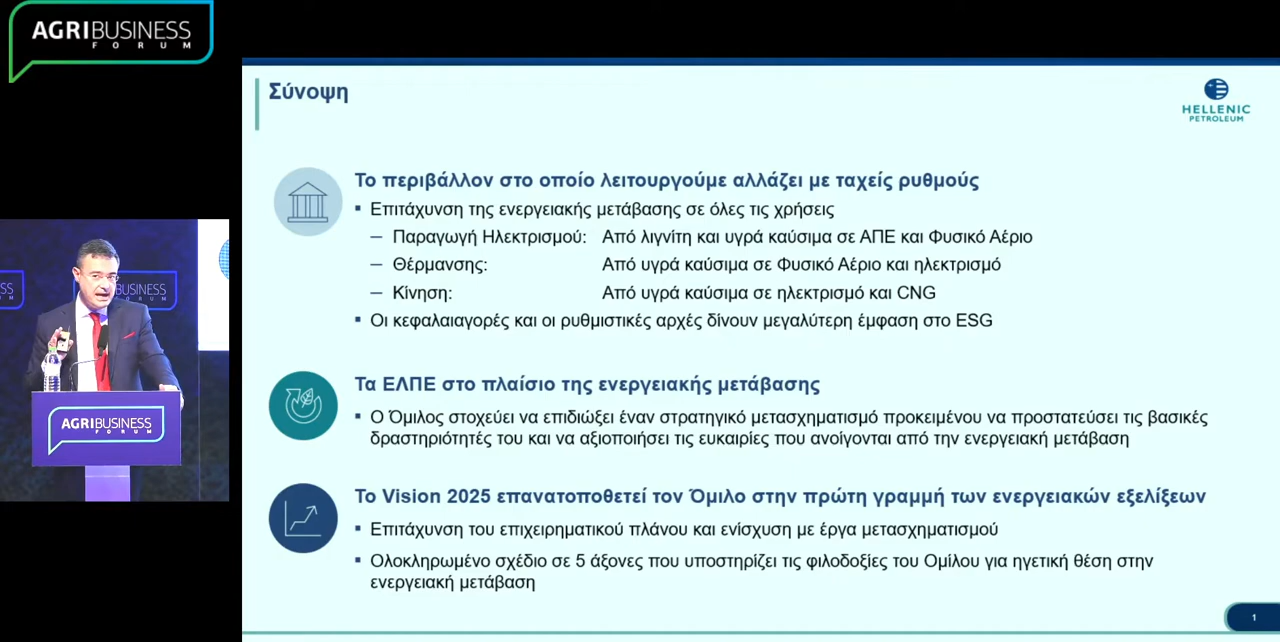 AGRIBUSINESS
FORUM
Σύνοψη
HELLENIC
PETROLEUM
Το περιβάλλον στο οποίο λειτουργούμε αλλάζει με ταχείς ρυθμούς
▪ Επιτάχυνση της ενεργειακής μετάβασης σε όλες τις χρήσεις
– Παραγωγή Ηλεκτρισμού: Από λιγνίτη και υγρά καύσιμα σε ΑΠΕ και Φυσικό Αέριο
– Θέρμανσης: Από υγρά καύσιμα σε Φυσικό Αέριο και ηλεκτρισμό
– Κίνηση: Από υγρά καύσιμα σε ηλεκτρισμό και CNG
▪ Οι κεφαλαιαγορές και οι ρυθμιστικές αρχές δίνουν μεγαλύτερη έμφαση στο ESG
Τα ΕΛΠΕ στο πλαίσιο της ενεργειακής μετάβασης
▪ Ο Όμιλος στοχεύει να επιδιώξει έναν στρατηγικό μετασχηματισμό προκειμένου να προστατεύσει τις βασικές
δραστηριότητές του και να αξιοποιήσει τις ευκαιρίες που ανοίγονται από την ενεργειακή μετάβαση
Το Vision 2025 επανατοποθετεί τον Όμιλο στην πρώτη γραμμή των ενεργειακών εξελίξεων
▪ Επιτάχυνση του επιχειρηματικού πλάνου και ενίσχυση με έργα μετασχηματισμού
▪ Ολοκληρωμένο σχέδιο σε 5 άξονες που υποστηρίζει τις φιλοδοξίες του Ομίλου για ηγετική θέση στην
ενεργειακή μετάβαση
1
BUSINESS
FORUM
AGRIBUSINESS
FORUM